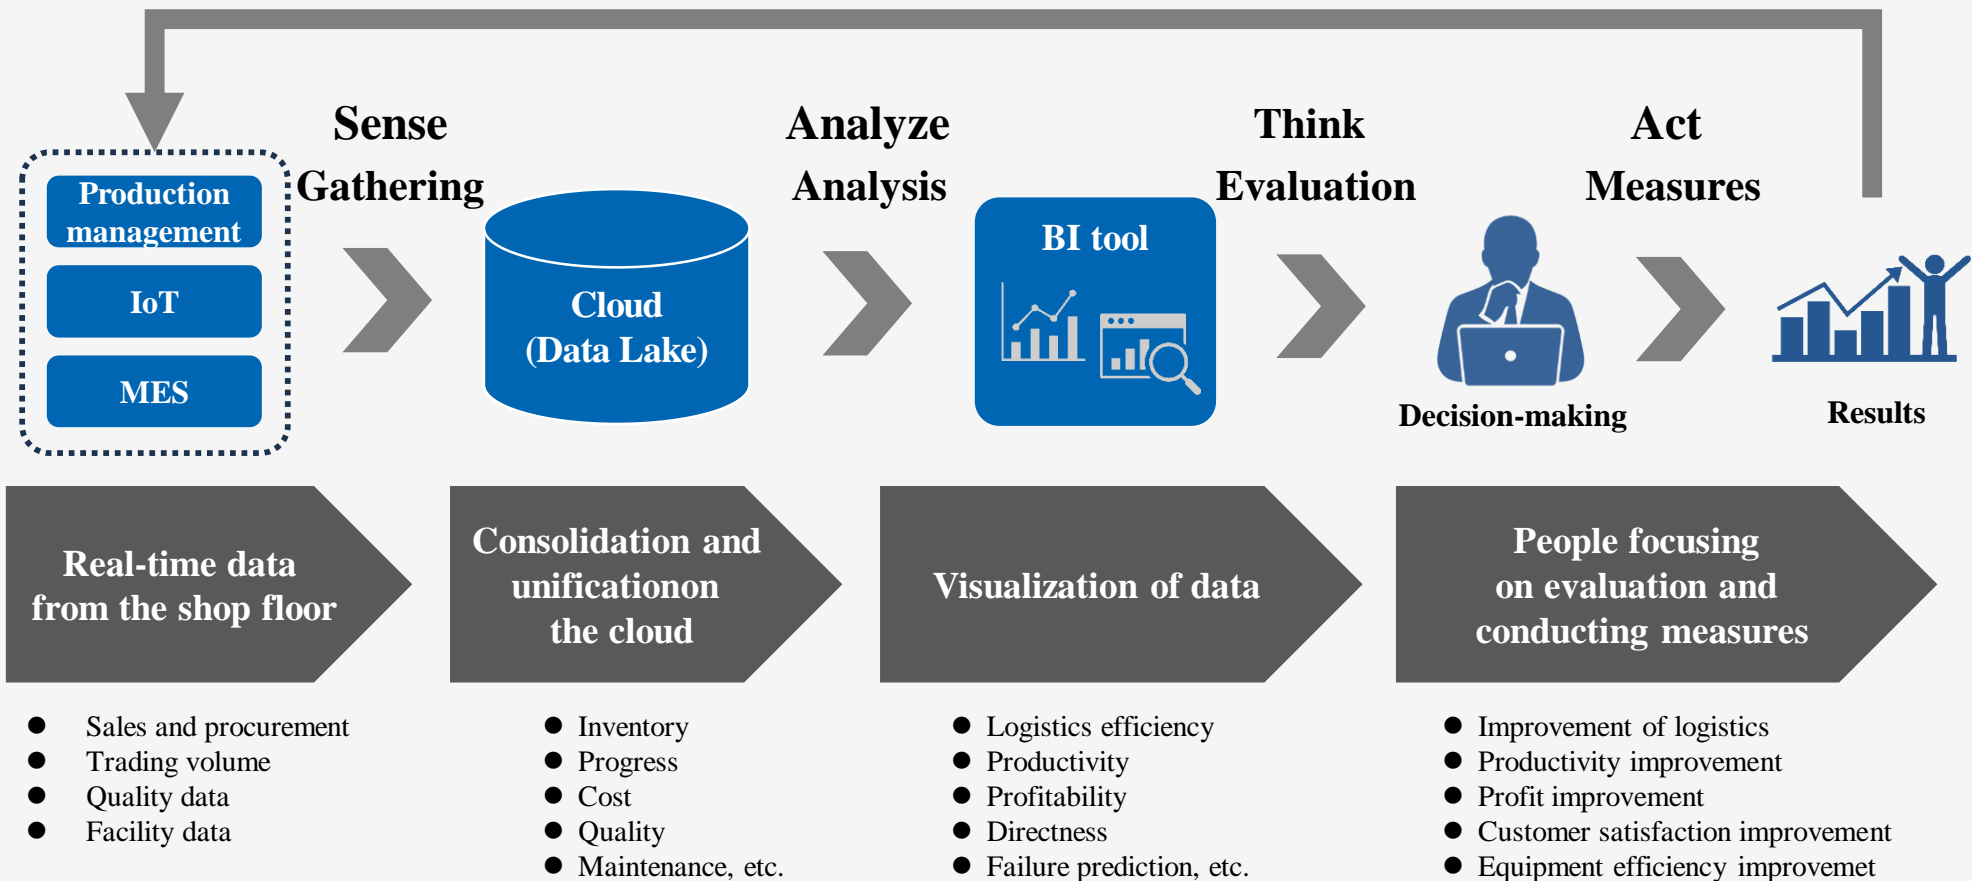 Sense
Gathering
Analyze
Analysis
Think
Evaluation
Act
Measures
Production
management
IoT
MES
Cloud
(Data Lake)
BI tool
Decision-making
Results
Real-time data
from the shop floor
Consolidation and
unificationon
the cloud
Visualization of data
People focusing
on evaluation and
conducting measures
● Sales and procurement
● Trading volume
● Quality data
● Facility data
● Inventory
● Progress
● Cost
● Quality
● Maintenance, etc.
● Logistics efficiency
● Productivity
● Profitability
● Directness
● Failure prediction, etc.
● Improvement of logistics
● Productivity improvement
● Profit improvement
● Customer satisfaction improvement
● Equipment efficiency improvemet